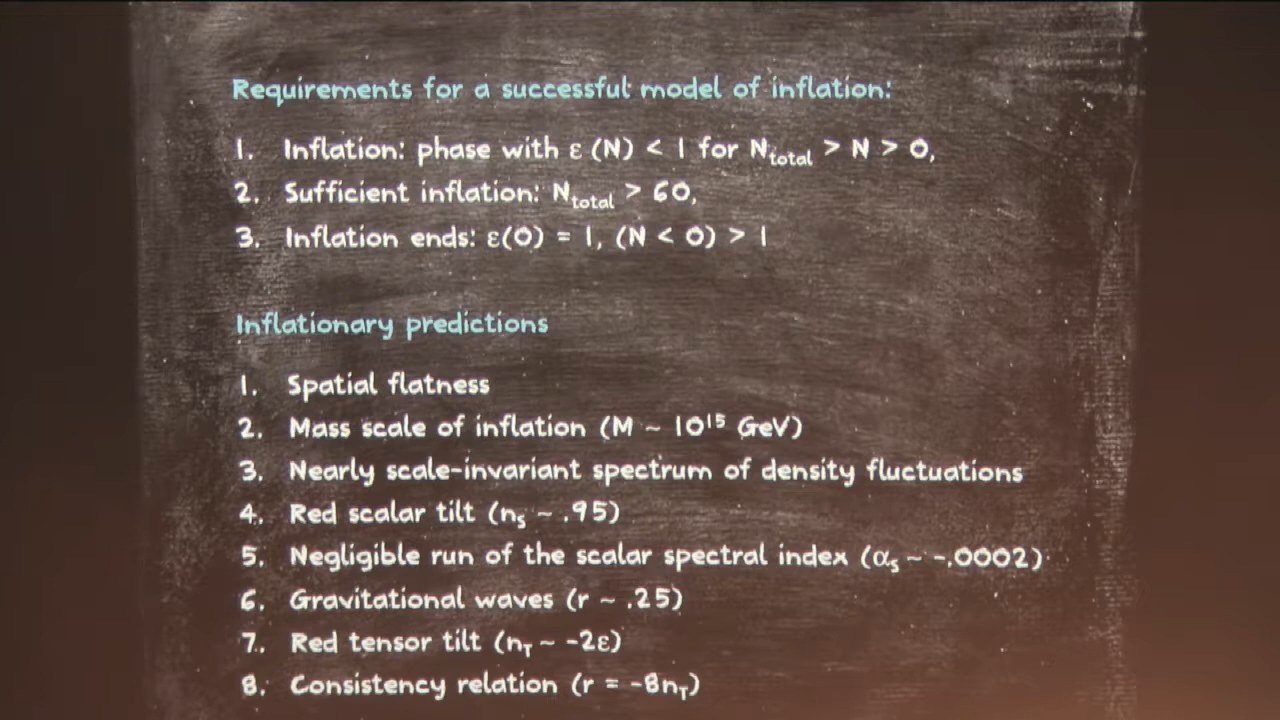 Requirements for a successful model of inflation:
1. Inflation: phase with ε (N) < 1 for Nₜₒₜₐₗ > N > 0,
2. Sufficient inflation: Nₜₒₜₐₗ > 60,
3. Inflation ends: ε(0) = 1, (N < 0) > 1
Inflationary predictions
1. Spatial flatness
2. Mass scale of inflation (M ~ 10¹⁵ GeV)
3. Nearly scale-invariant spectrum of density fluctuations
4. Red scalar tilt (nₛ ~ .95)
5. Negligible run of the scalar spectral index (αₛ ~ -.0002)
6. Gravitational waves (r ~ .25)
7. Red tensor tilt (n_T ~ -2ε)
8. Consistency relation (r = -8n_T)